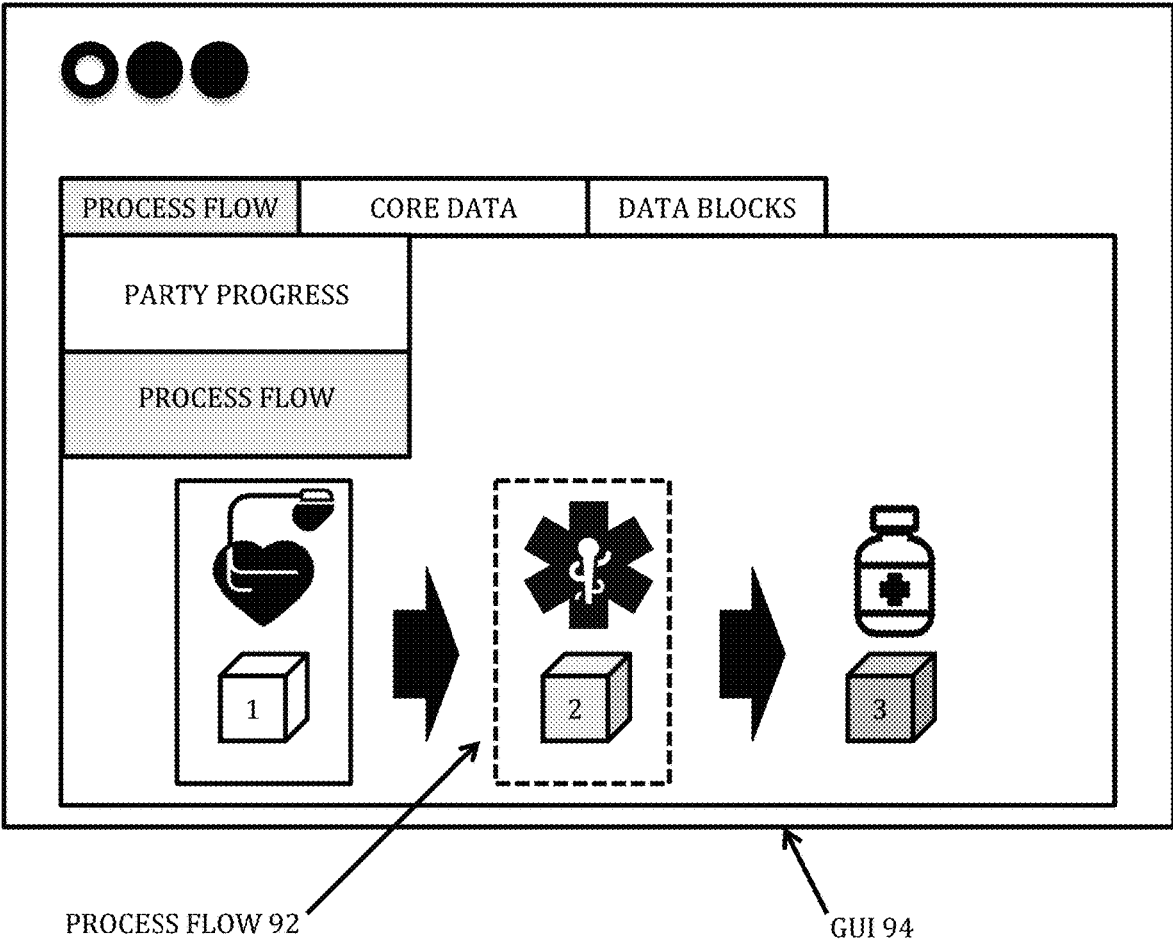 PROCESS FLOW
CORE DATA
DATA BLOCKS
PARTY PROGRESS
PROCESS FLOW
1
2
3
PROCESS FLOW 92
GUI 94